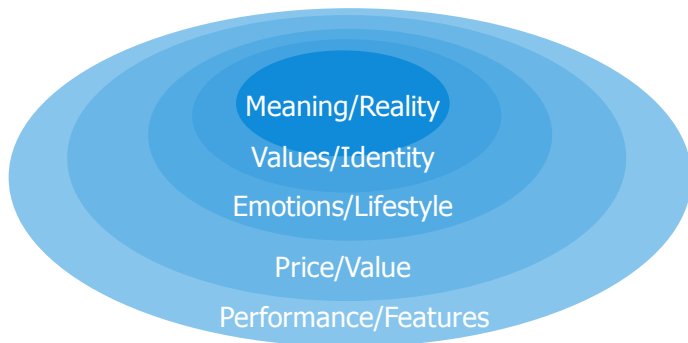 Meaning/Reality
Values/Identity
Emotions/Lifestyle
Price/Value
Performance/Features